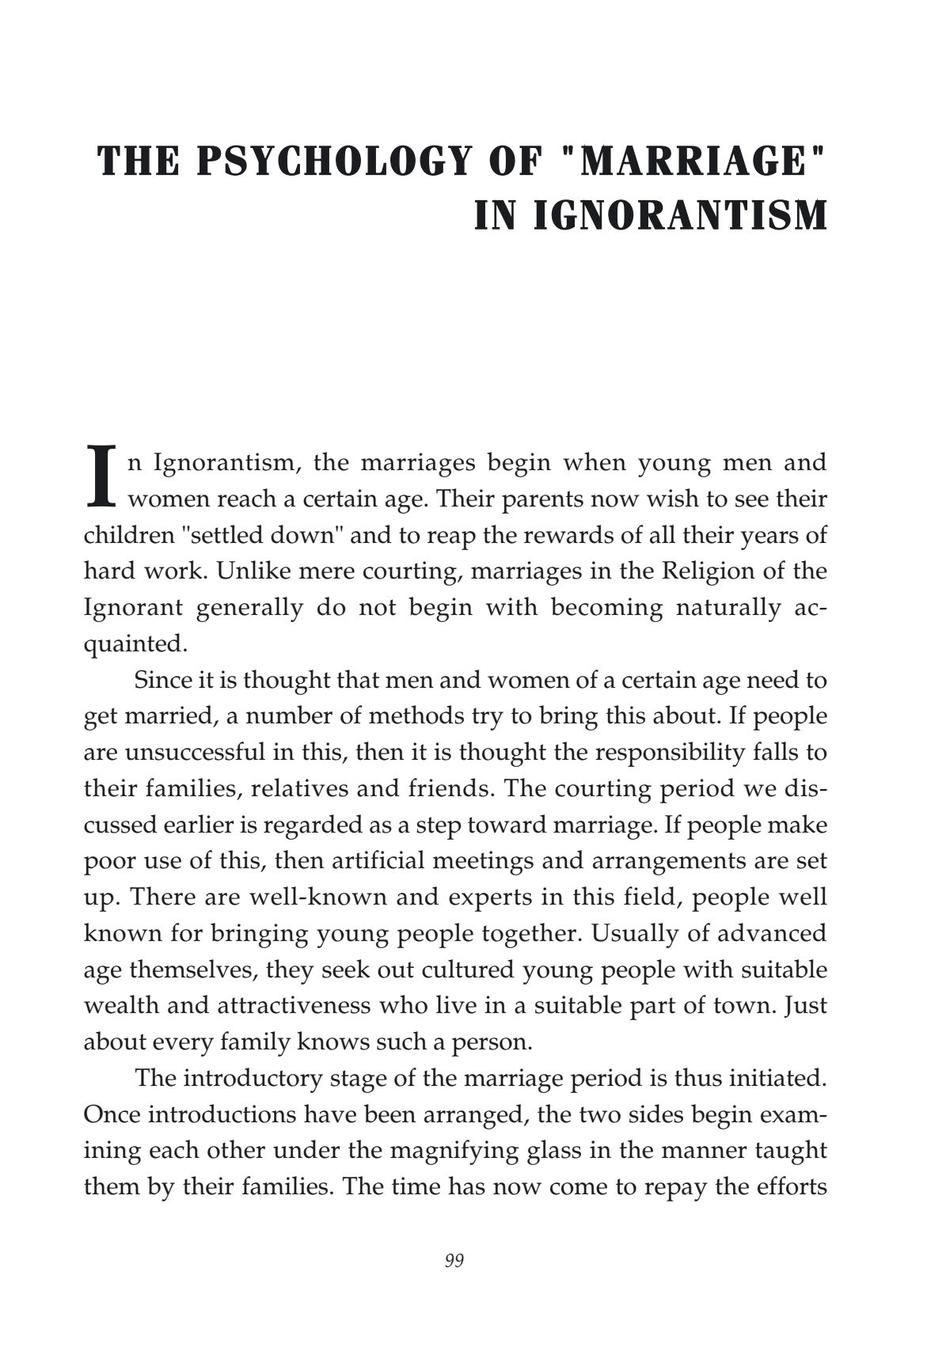 THE PSYCHOLOGY OF "MARRIAGE"
IN IGNORANTISM
In Ignorantism, the marriages begin when young men and
women reach a certain age. Their parents now wish to see their
children "settled down" and to reap the rewards of all their years of
hard work. Unlike mere courting, marriages in the Religion of the
Ignorant generally do not begin with becoming naturally ac-
quainted.
Since it is thought that men and women of a certain age need to
get married, a number of methods try to bring this about. If people
are unsuccessful in this, then it is thought the responsibility falls to
their families, relatives and friends. The courting period we dis-
cussed earlier is regarded as a step toward marriage. If people make
poor use of this, then artificial meetings and arrangements are set
up. There are well-known and experts in this field, people well
known for bringing young people together. Usually of advanced
age themselves, they seek out cultured young people with suitable
wealth and attractiveness who live in a suitable part of town. Just
about every family knows such a person.
The introductory stage of the marriage period is thus initiated.
Once introductions have been arranged, the two sides begin exam-
ining each other under the magnifying glass in the manner taught
them by their families. The time has now come to repay the efforts
99